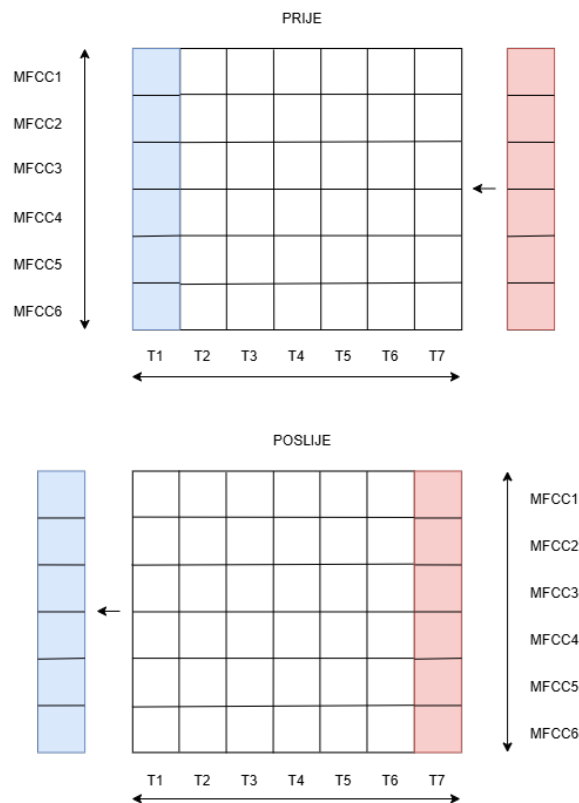 PRIJE
MFCC1
MFCC2
MFCC3
MFCC4
MFCC5
MFCC6
T1 T2 T3 T4 T5 T6 T7
POSLIJE
MFCC1
MFCC2
MFCC3
MFCC4
MFCC5
MFCC6
T1 T2 T3 T4 T5 T6 T7